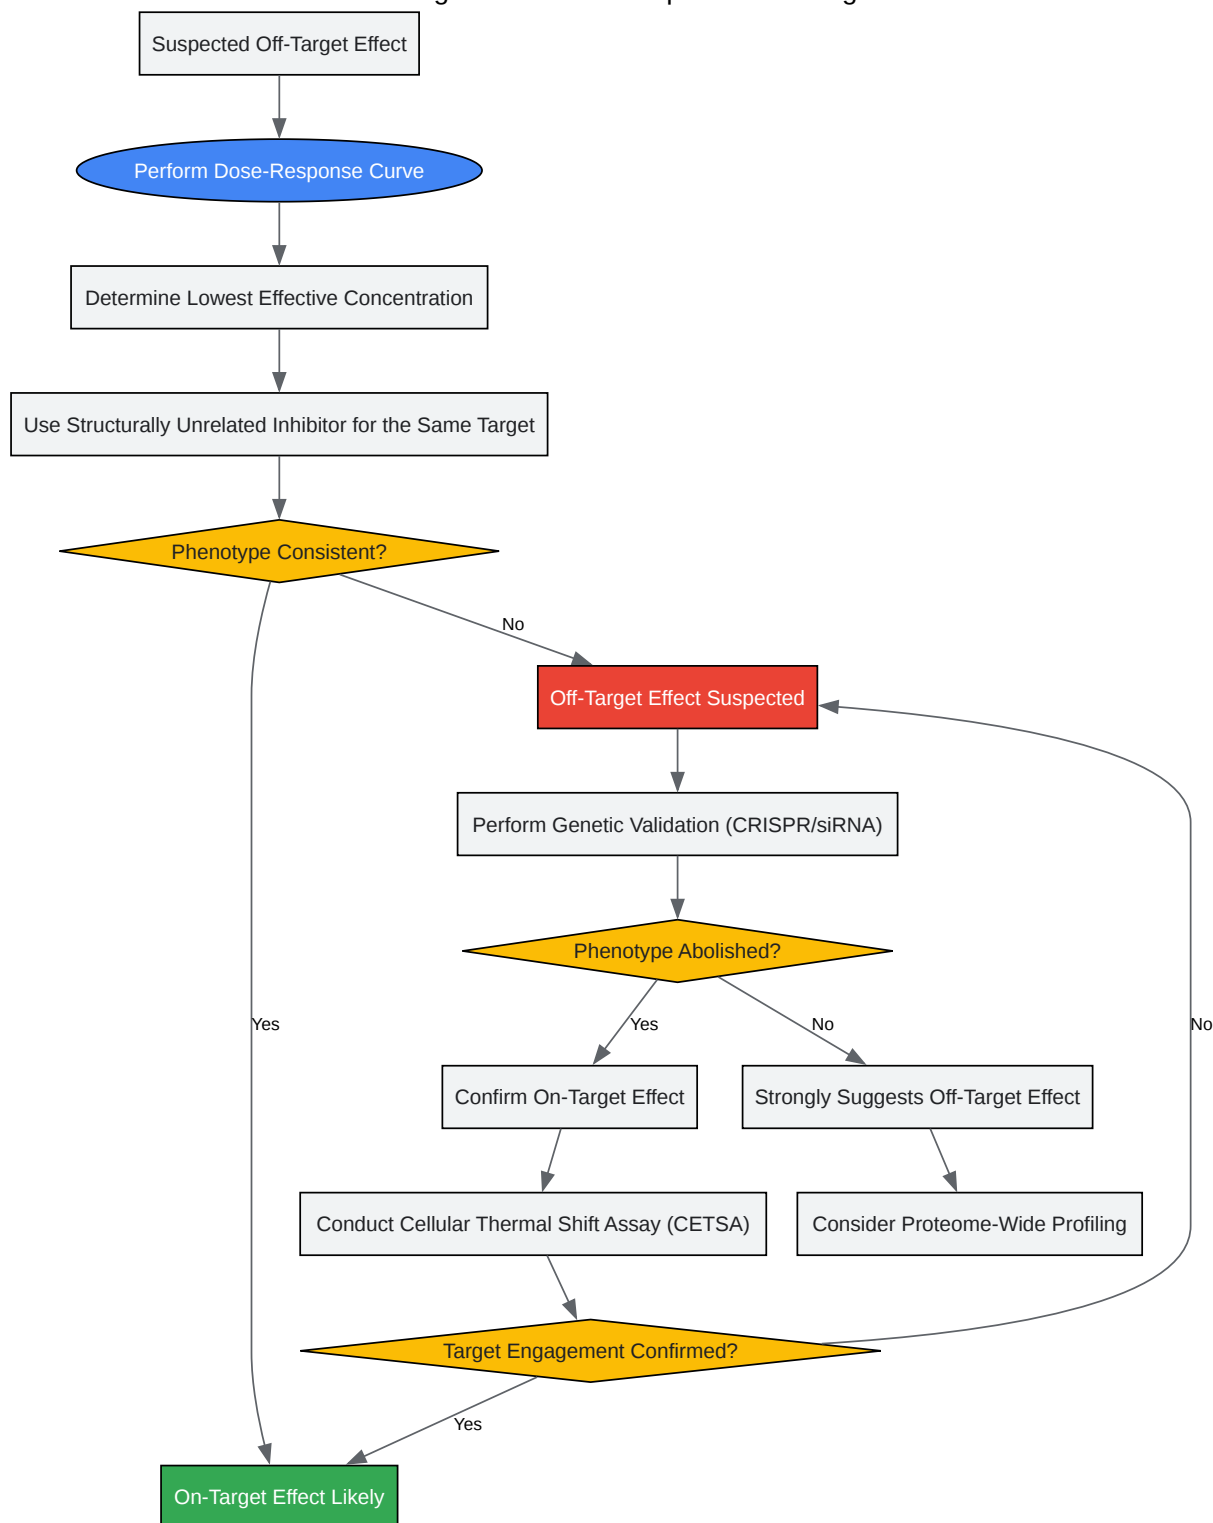 Suspected Off-Target Effect
Perform Dose-Response Curve
Determine Lowest Effective Concentration
Use Structurally Unrelated Inhibitor for the Same Target
Phenotype Consistent?
No
Off-Target Effect Suspected
Perform Genetic Validation (CRISPR/siRNA)
Phenotype Abolished?
Yes
Yes
No
No
Confirm On-Target Effect
Strongly Suggests Off-Target Effect
Conduct Cellular Thermal Shift Assay (CETSA)
Consider Proteome-Wide Profiling
Target Engagement Confirmed?
Yes
On-Target Effect Likely